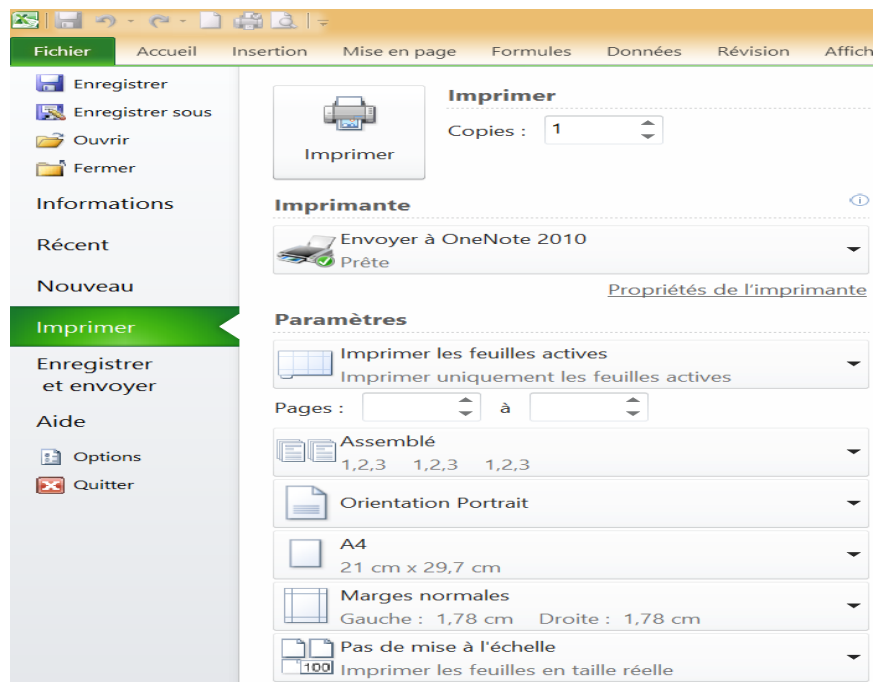 Fichier Accueil Insertion Mise en page Formules Données Révision Affich
Enregistrer
Enregistrer sous
Ouvrir
Fermer
Informations
Récent
Nouveau
Imprimer
Enregistrer
et envoyer
Aide
Options
Quitter
Imprimer
Imprimer
Copies : 1
Imprimante
Envoyer à OneNote 2010
Prête
Propriétés de l'imprimante
Paramètres
Imprimer les feuilles actives
Imprimer uniquement les feuilles actives
Pages : à
Assemblé
1,2,3 1,2,3 1,2,3
Orientation Portrait
A4
21 cm x 29,7 cm
Marges normales
Gauche : 1,78 cm Droite : 1,78 cm
Pas de mise à l'échelle
100
Imprimer les feuilles en taille réelle